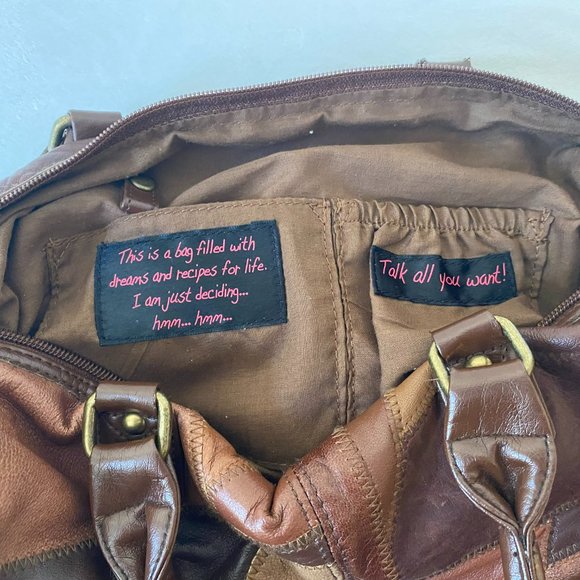 This is a bag filled with
dreams and recipes for life.
I am just deciding...
hmm... hmm...
Talk all you want!